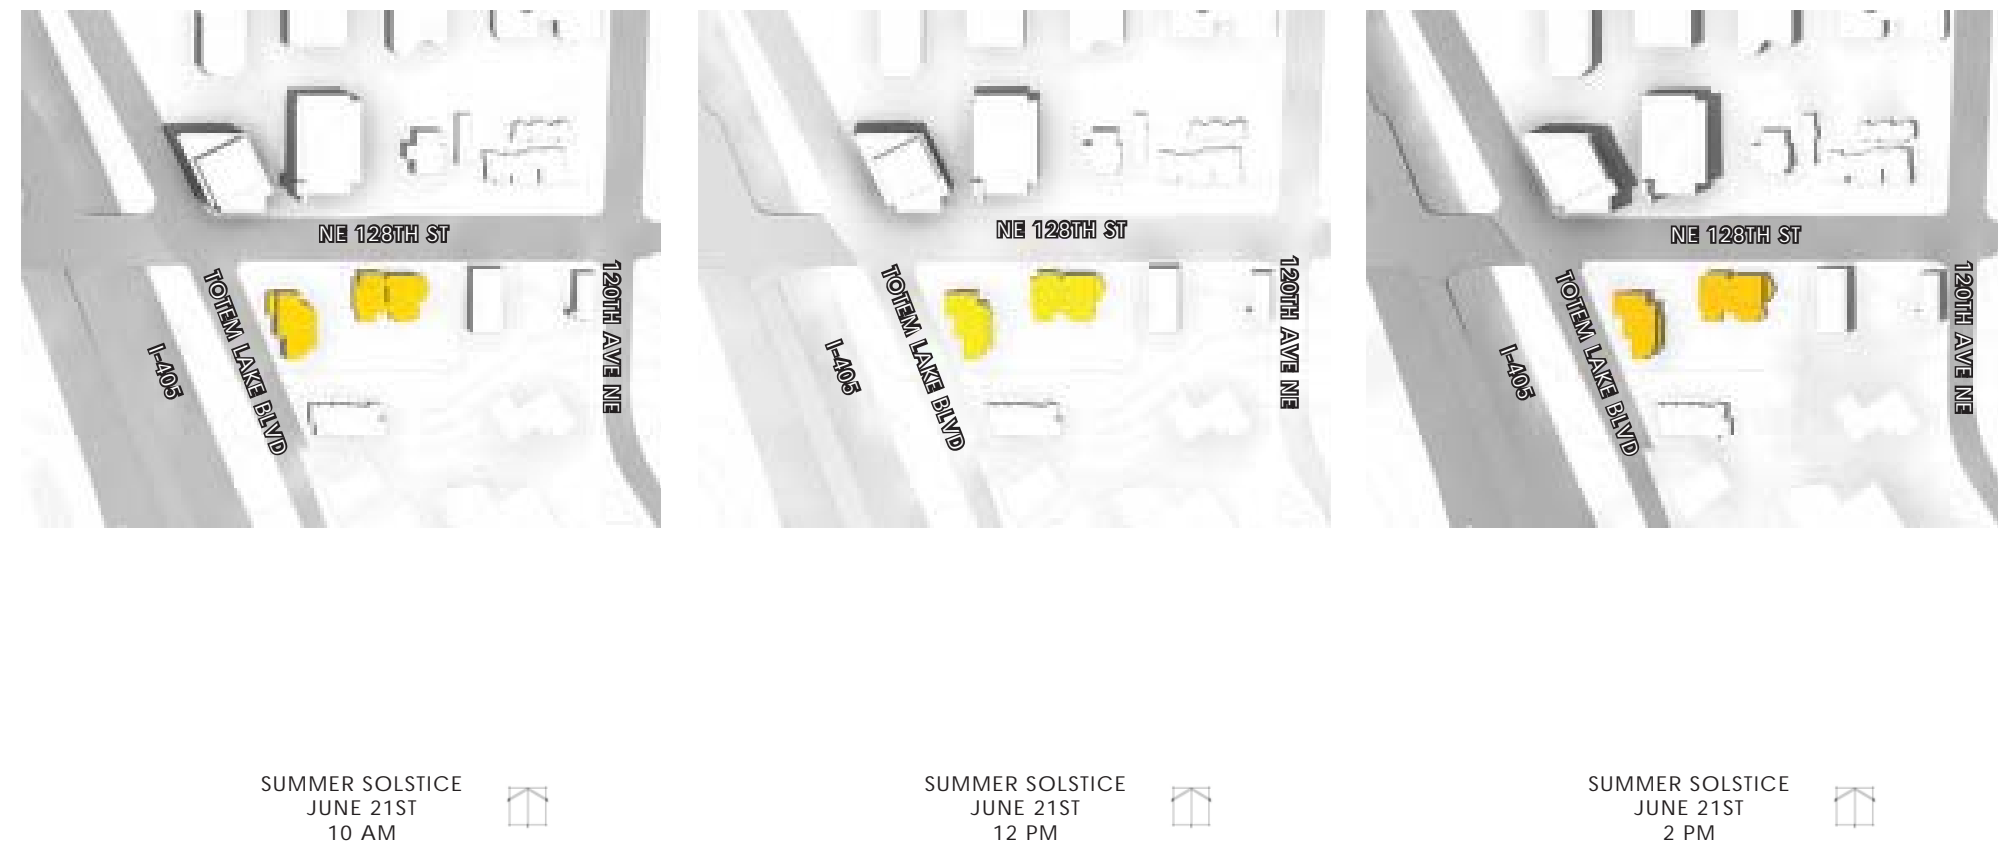 NE 128TH ST
TOTEM LAKE BLVD
I-405
120TH AVE NE
NE 128TH ST
TOTEM LAKE BLVD
I-405
120TH AVE NE
NE 128TH ST
TOTEM LAKE BLVD
I-405
120TH AVE NE
SUMMER SOLSTICE
JUNE 21ST
10 AM
SUMMER SOLSTICE
JUNE 21ST
12 PM
SUMMER SOLSTICE
JUNE 21ST
2 PM